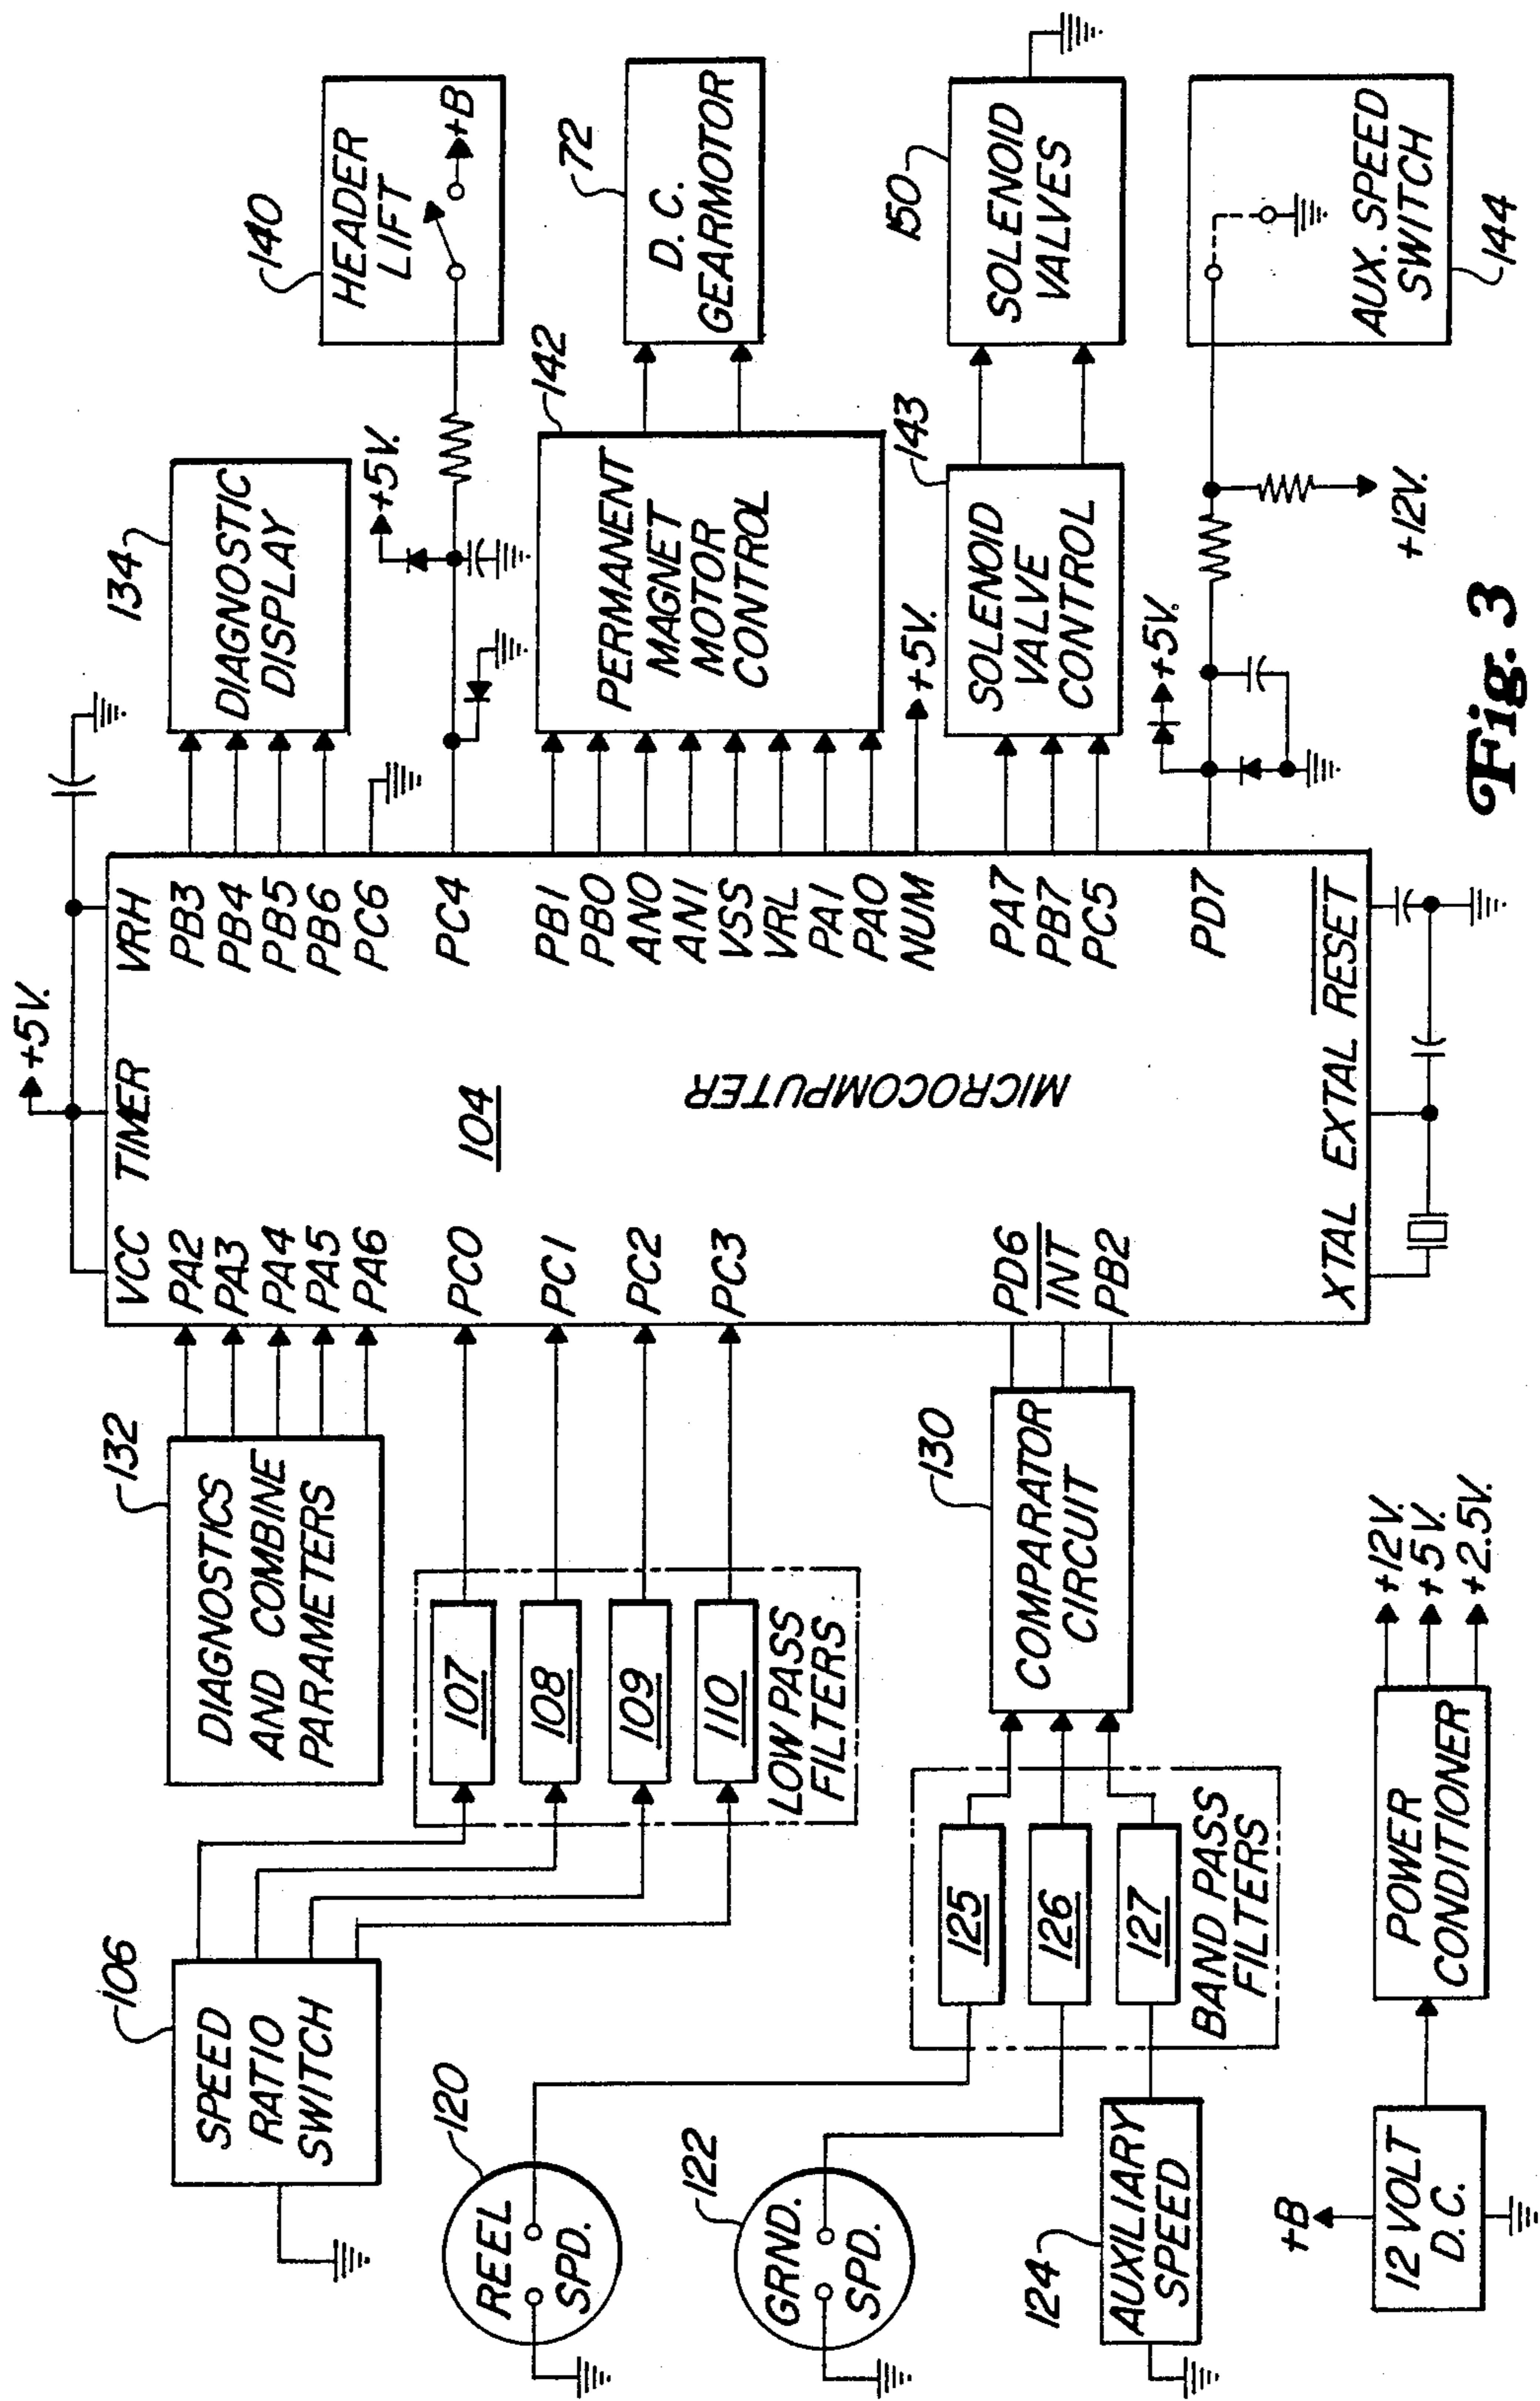 106
SPEED
RATIO
SWITCH
132
DIAGNOSTICS
AND COMBINE
PARAMETERS
107
108
109
110
LOW PASS
FILTERS
120
REEL
SPD.
122
GRND.
SPD.
124
AUXILIARY
SPEED
125
126
127
BAND PASS
FILTERS
130
COMPARATOR
CIRCUIT
+B
12 VOLT
D.C.
POWER
CONDITIONER
+12V.
+5V.
+2.5V.
+5V.
VCC TIMER VRH
PA2
PA3
PA4
PA5
PA6
PC0
PC1
PC2
PC3
PD6
INT
PB2
104
MICROCOMPUTER
XTAL EXTAL RESET
PB3
PB4
PB5
PB6
PC6
PC4
PB1
PB0
AN0
AN1
VSS
VRL
PA1
PA0
NUM
PA7
PB7
PC5
PD7
134
DIAGNOSTIC
DISPLAY
+5V.
140
HEADER
LIFT
+B
142
PERMANENT
MAGNET
MOTOR
CONTROL
72
D.C.
GEARMOTOR
+5V.
143
SOLENOID
VALVE
CONTROL
150
SOLENOID
VALVES
+5V.
+12V.
AUX. SPEED
SWITCH
144
Fig. 3